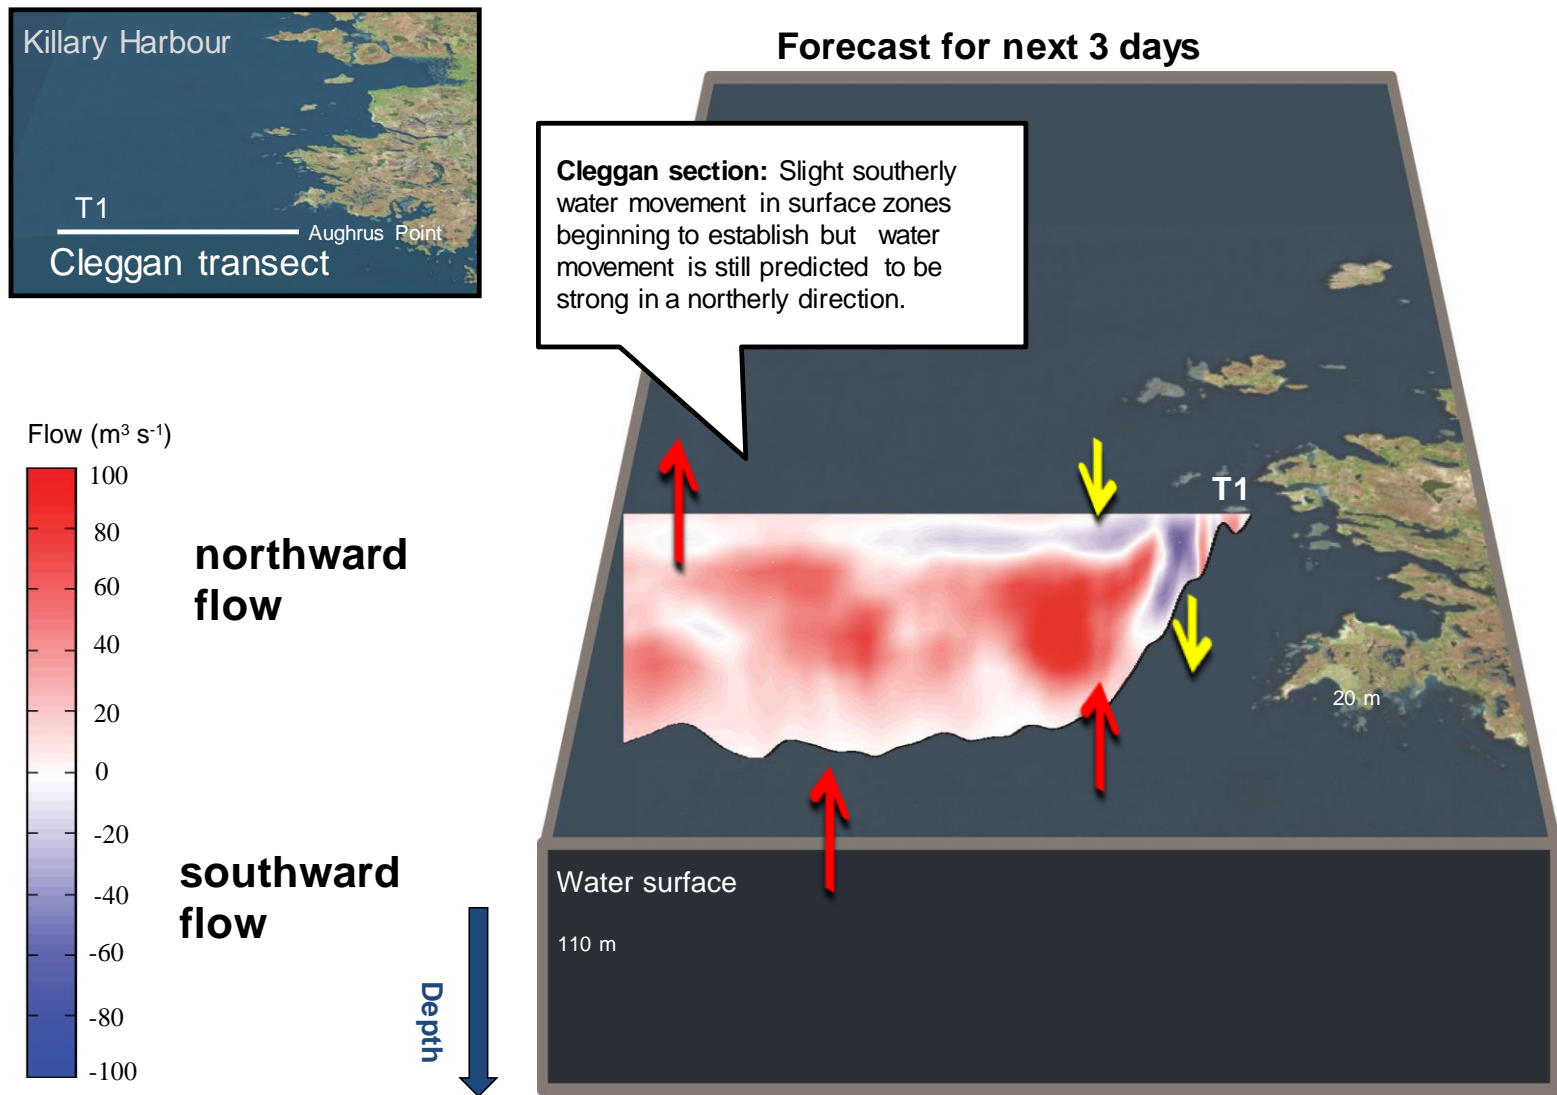 Killary Harbour
T1
Aughrus Point
Cleggan transect
Forecast for next 3 days
Cleggan section: Slight southerly
water movement in surface zones
beginning to establish but water
movement is still predicted to be
strong in a northerly direction.
Flow (m³ s⁻¹)
100
80
60
40
20
0
-20
-40
-60
-80
-100
northward
flow
southward
flow
Depth
T1
20 m
Water surface
110 m